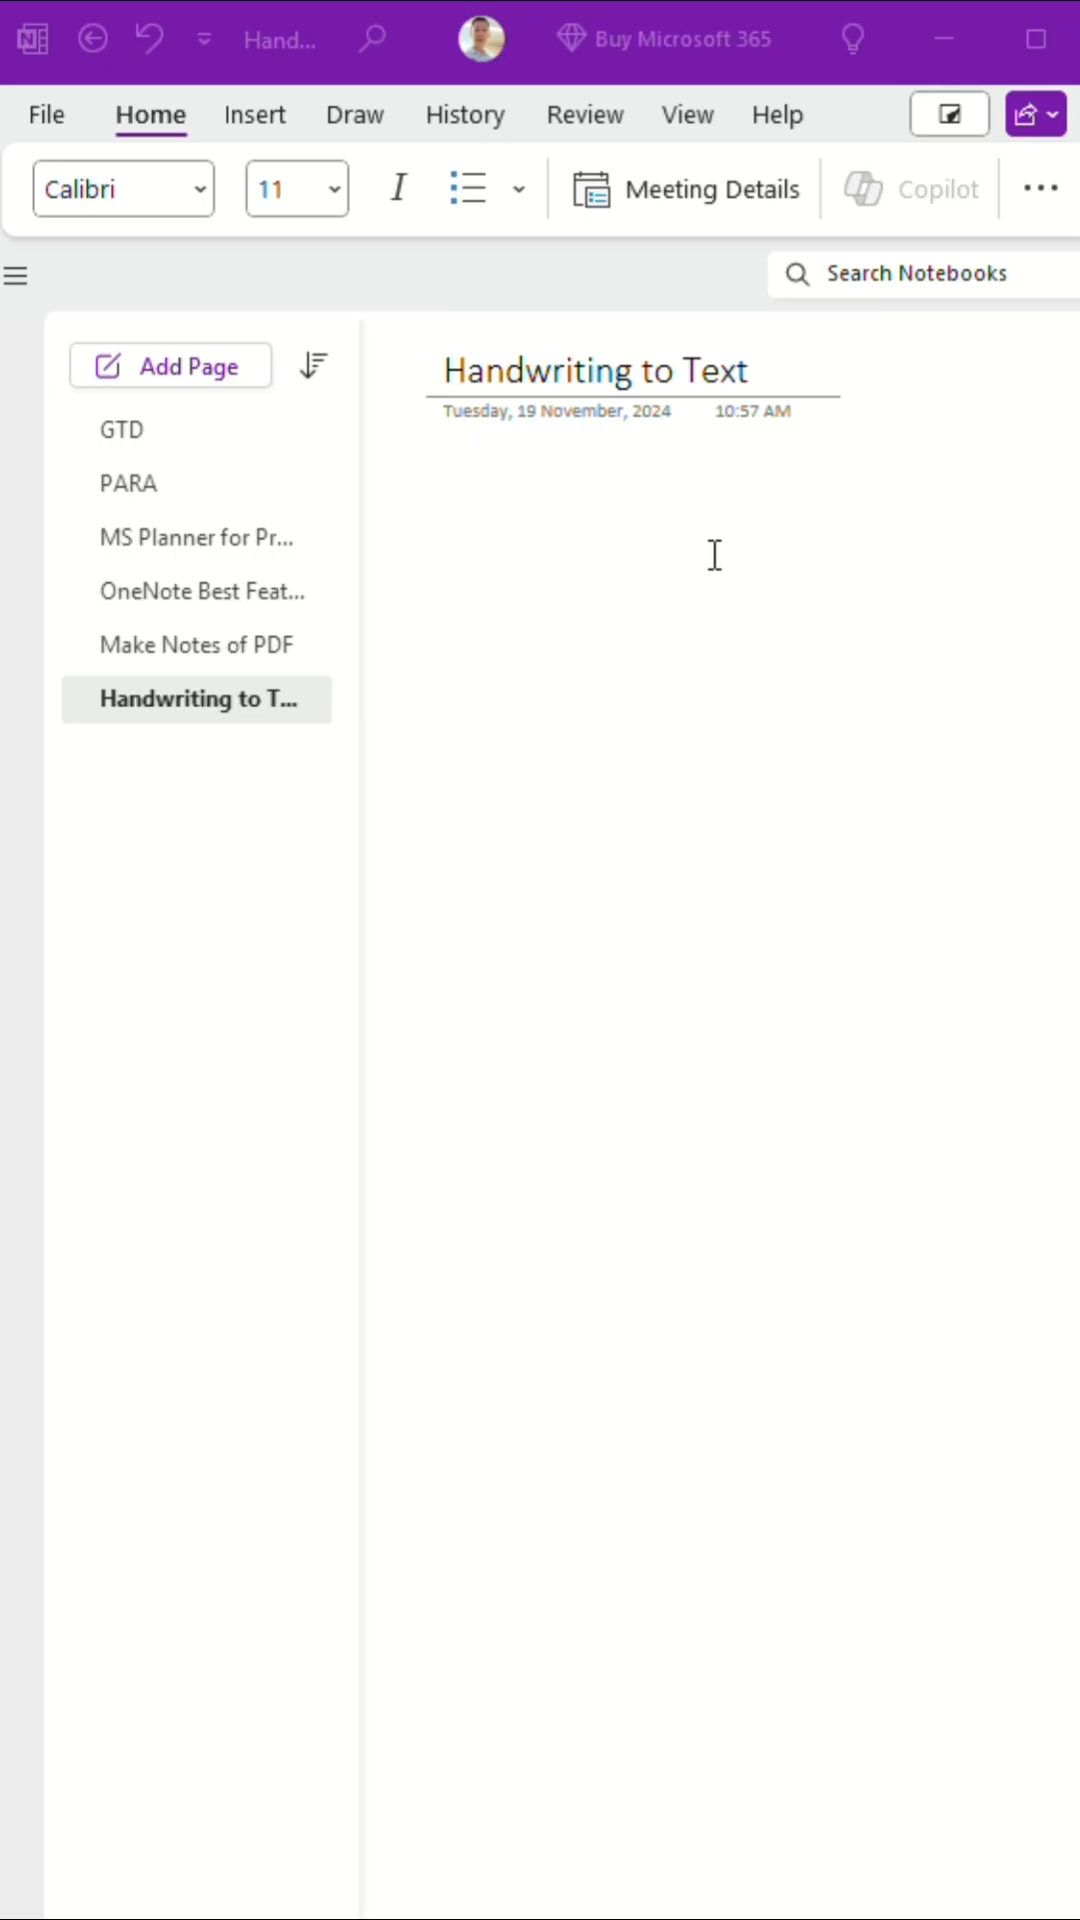 Hand...
Buy Microsoft 365
File Home Insert Draw History Review View Help
Calibri 11 I Meeting Details Copilot ...
Search Notebooks
Add Page
GTD
PARA
MS Planner for Pr...
OneNote Best Feat...
Make Notes of PDF
Handwriting to T...
Handwriting to Text
Tuesday, 19 November, 2024 10:57 AM